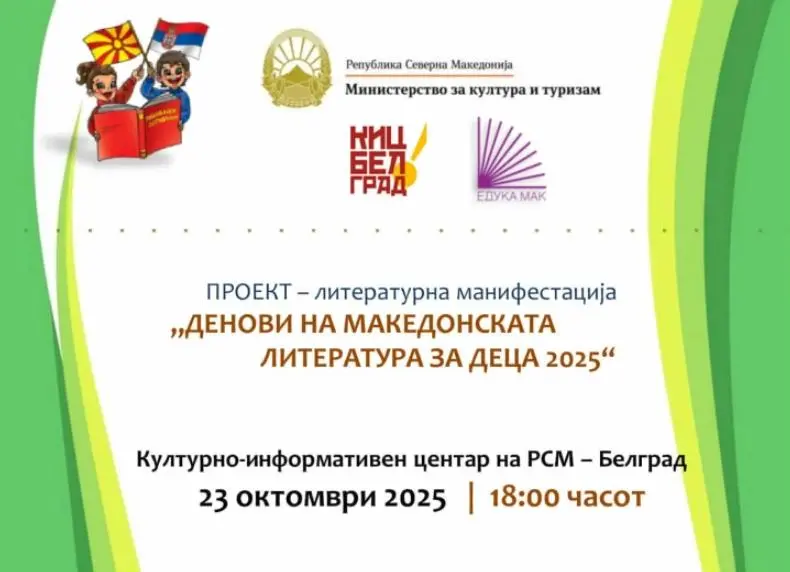 Република Северна Македонија
Министерство за култура и туризам
КИЦ
БЕЛ
ГРАД
ЕДУКА МАК
ПРОЕКТ – литературна манифестација
„ДЕНОВИ НА МАКЕДОНСКАТА
ЛИТЕРАТУРА ЗА ДЕЦА 2025“
Културно-информативен центар на РСМ – Белград
23 октомври 2025 | 18:00 часот